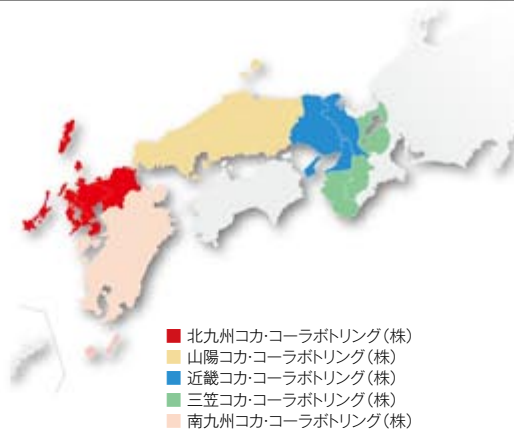 北九州コカ・コーラボトリング（株）
山陽コカ・コーラボトリング（株）
近畿コカ・コーラボトリング（株）
三笠コカ・コーラボトリング（株）
南九州コカ・コーラボトリング（株）